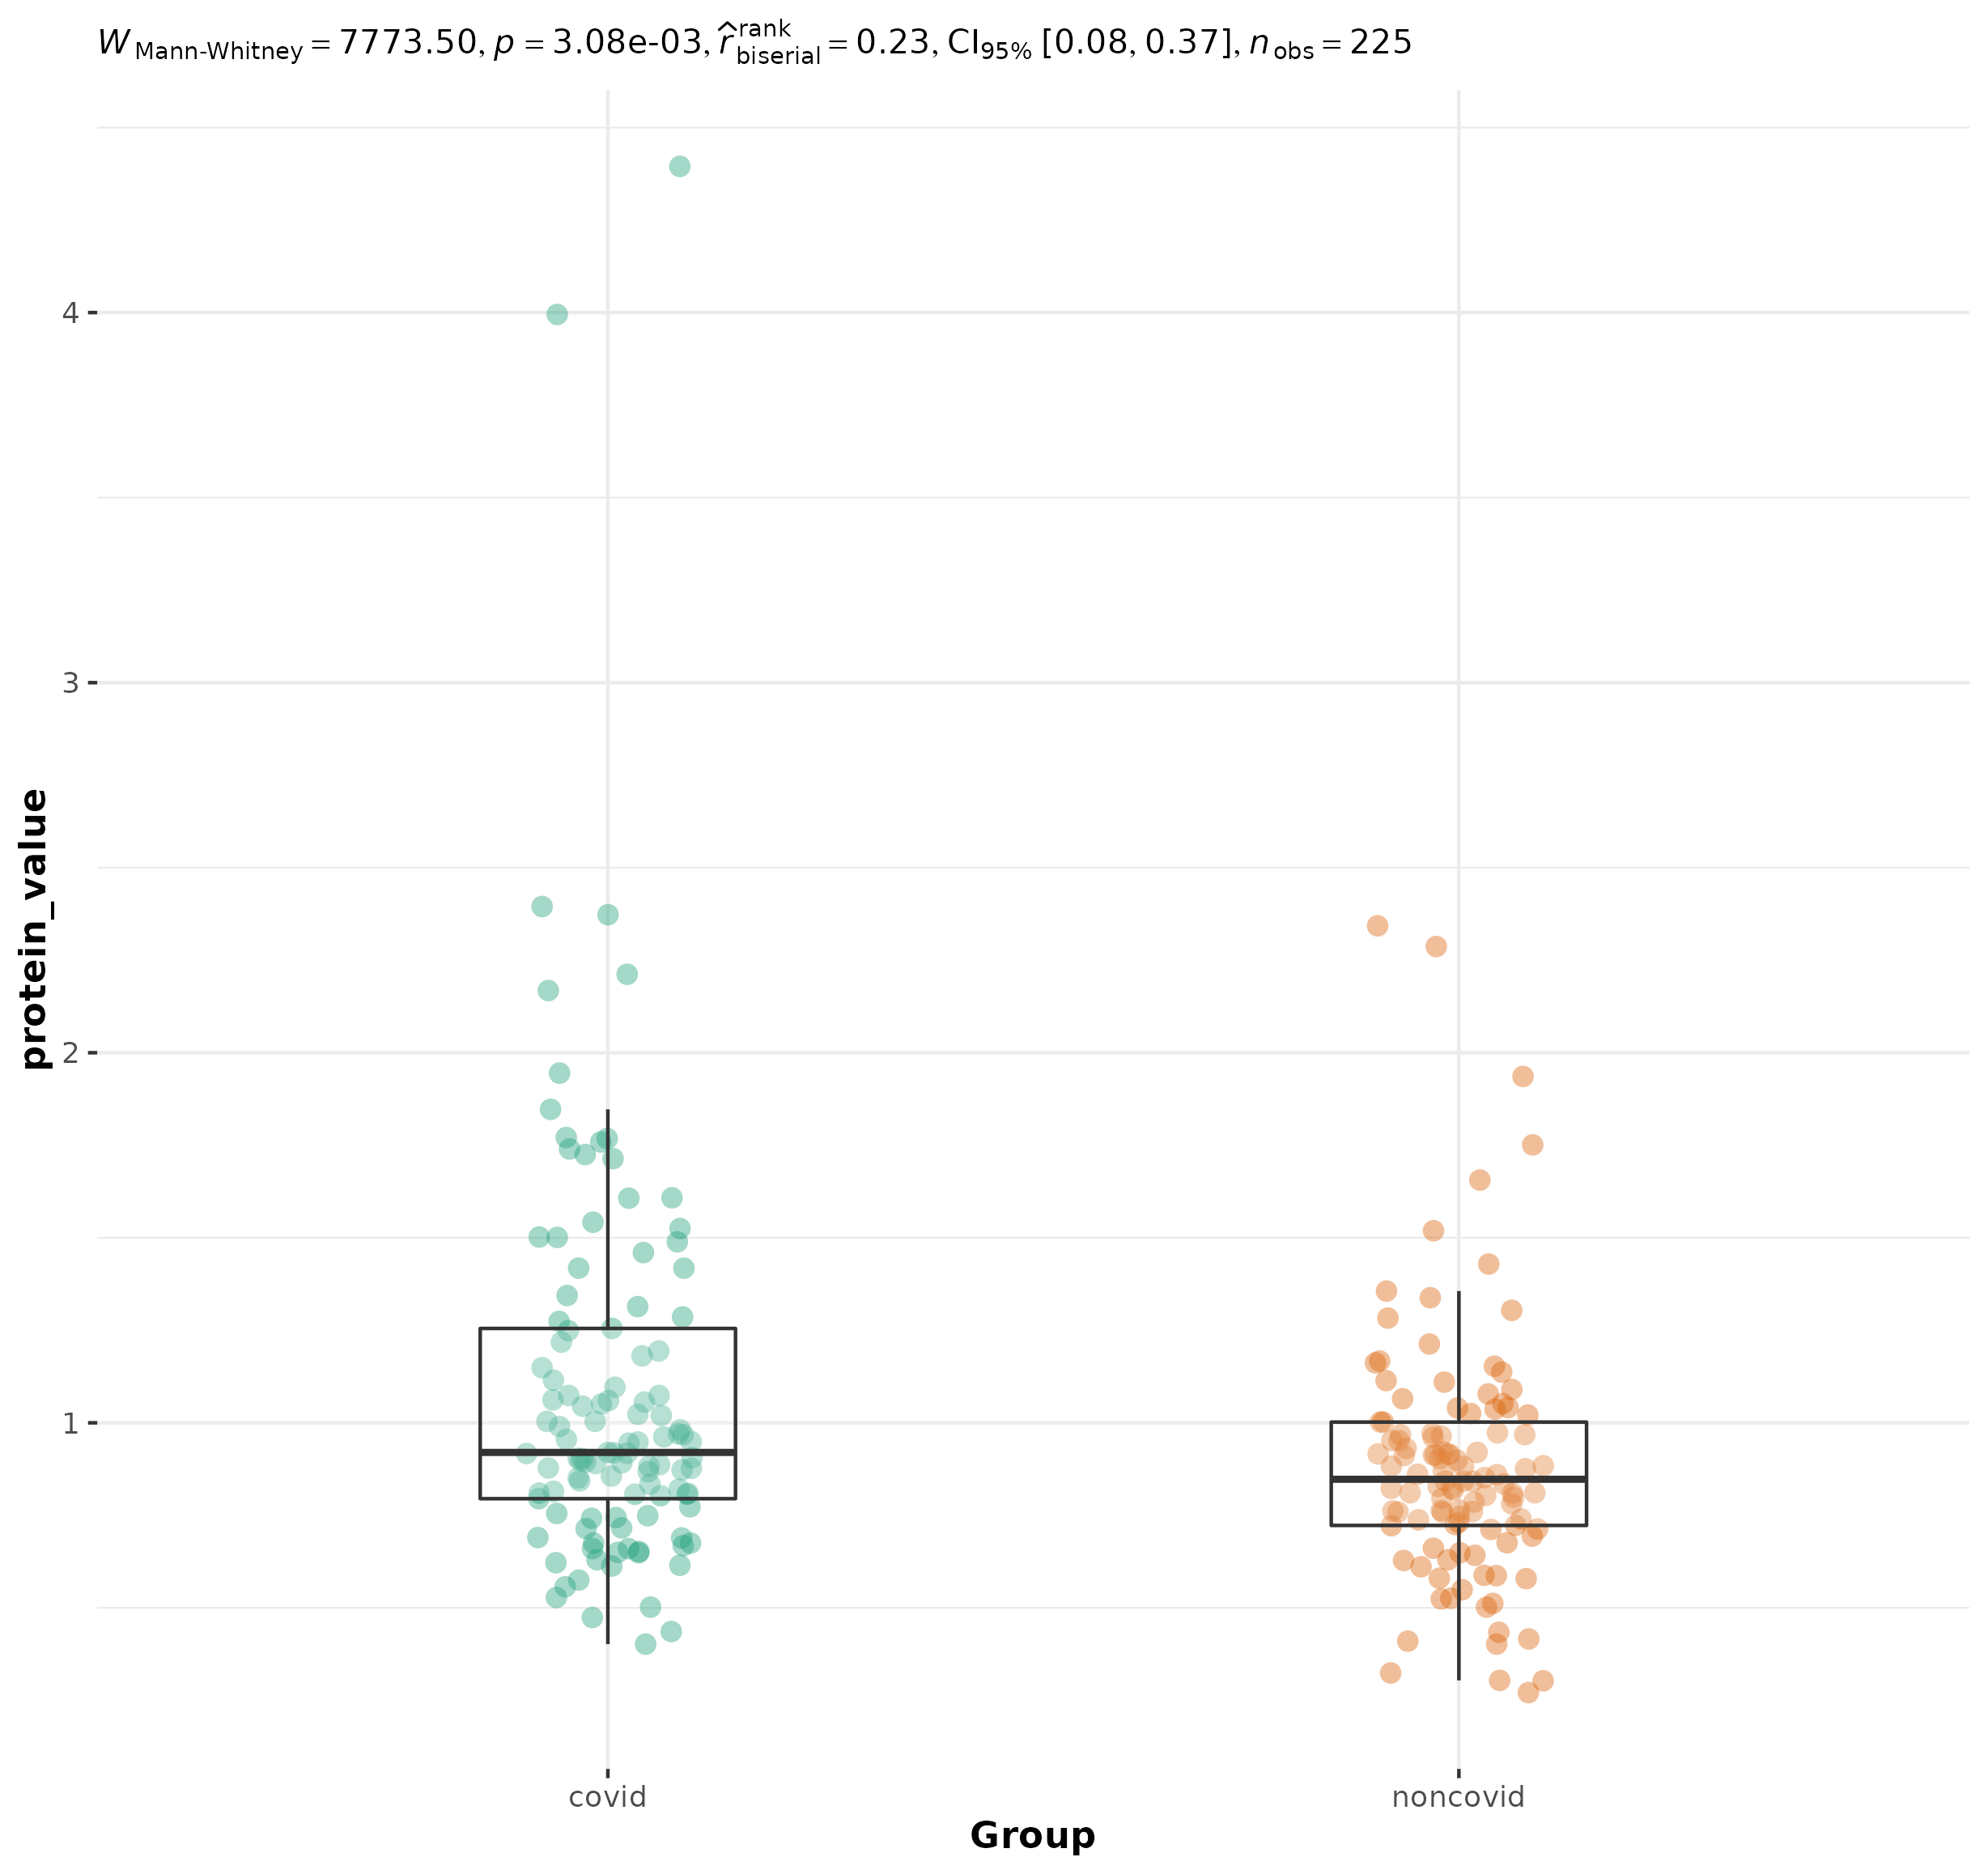 W Mann-Whitney = 7773.50, p = 3.08e-03, r̂ rank biserial = 0.23, CI95% [0.08, 0.37], nobs = 225
protein_value
4
3
2
1
covid noncovid
Group